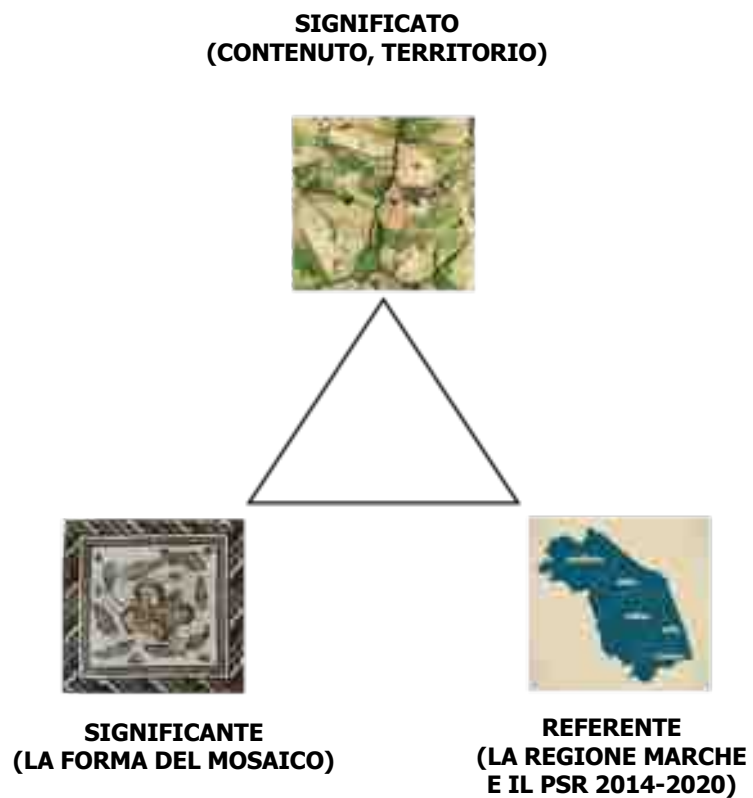 SIGNIFICATO
(CONTENUTO, TERRITORIO)
SIGNIFICANTE
(LA FORMA DEL MOSAICO)
REFERENTE
(LA REGIONE MARCHE
E IL PSR 2014-2020)